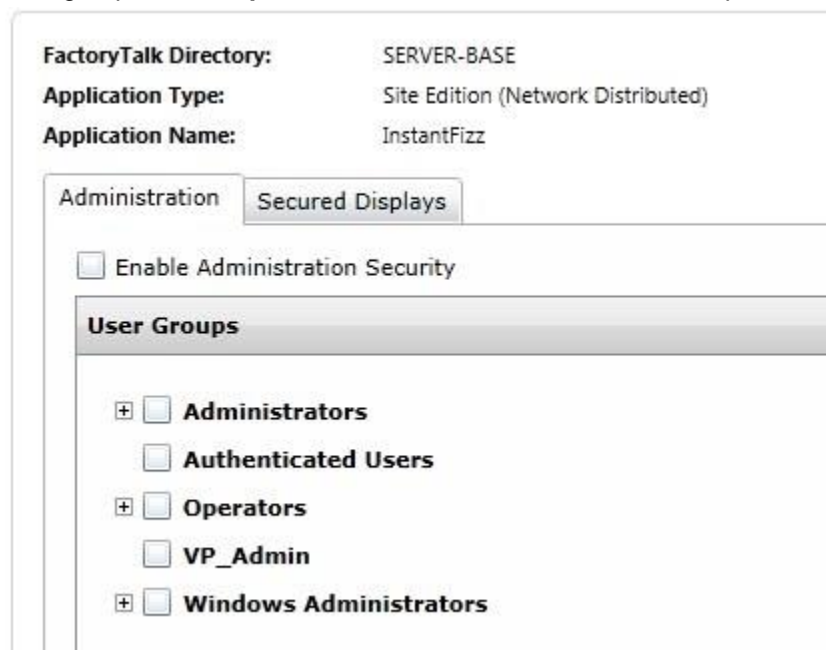 FactoryTalk Directory: SERVER-BASE
Application Type: Site Edition (Network Distributed)
Application Name: InstantFizz
Administration Secured Displays
Enable Administration Security
User Groups
Administrators
Authenticated Users
Operators
VP_Admin
Windows Administrators